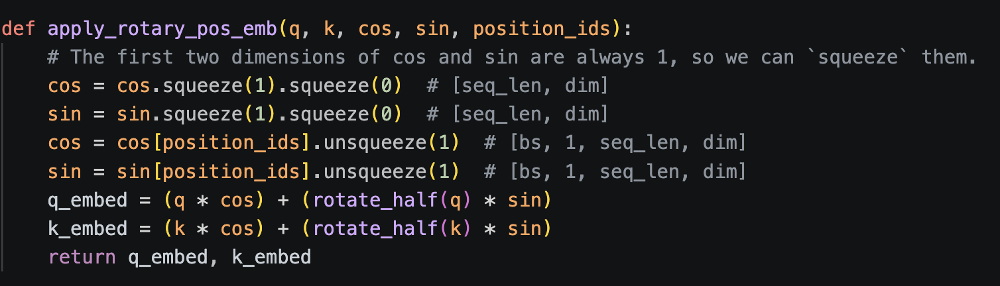 def apply_rotary_pos_emb(q, k, cos, sin, position_ids):
    # The first two dimensions of cos and sin are always 1, so we can `squeeze` them.
    cos = cos.squeeze(1).squeeze(0)  # [seq_len, dim]
    sin = sin.squeeze(1).squeeze(0)  # [seq_len, dim]
    cos = cos[position_ids].unsqueeze(1)  # [bs, 1, seq_len, dim]
    sin = sin[position_ids].unsqueeze(1)  # [bs, 1, seq_len, dim]
    q_embed = (q * cos) + (rotate_half(q) * sin)
    k_embed = (k * cos) + (rotate_half(k) * sin)
    return q_embed, k_embed